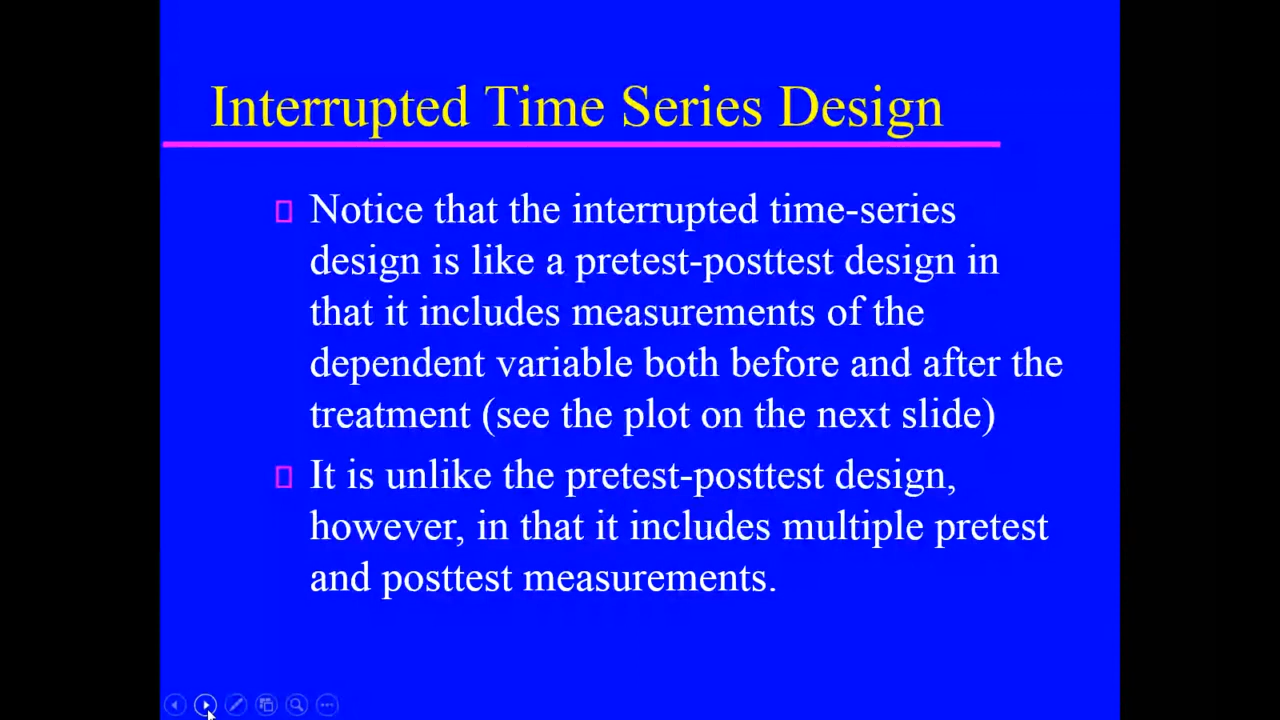 Interrupted Time Series Design
Notice that the interrupted time-series
design is like a pretest-posttest design in
that it includes measurements of the
dependent variable both before and after the
treatment (see the plot on the next slide)
It is unlike the pretest-posttest design,
however, in that it includes multiple pretest
and posttest measurements.